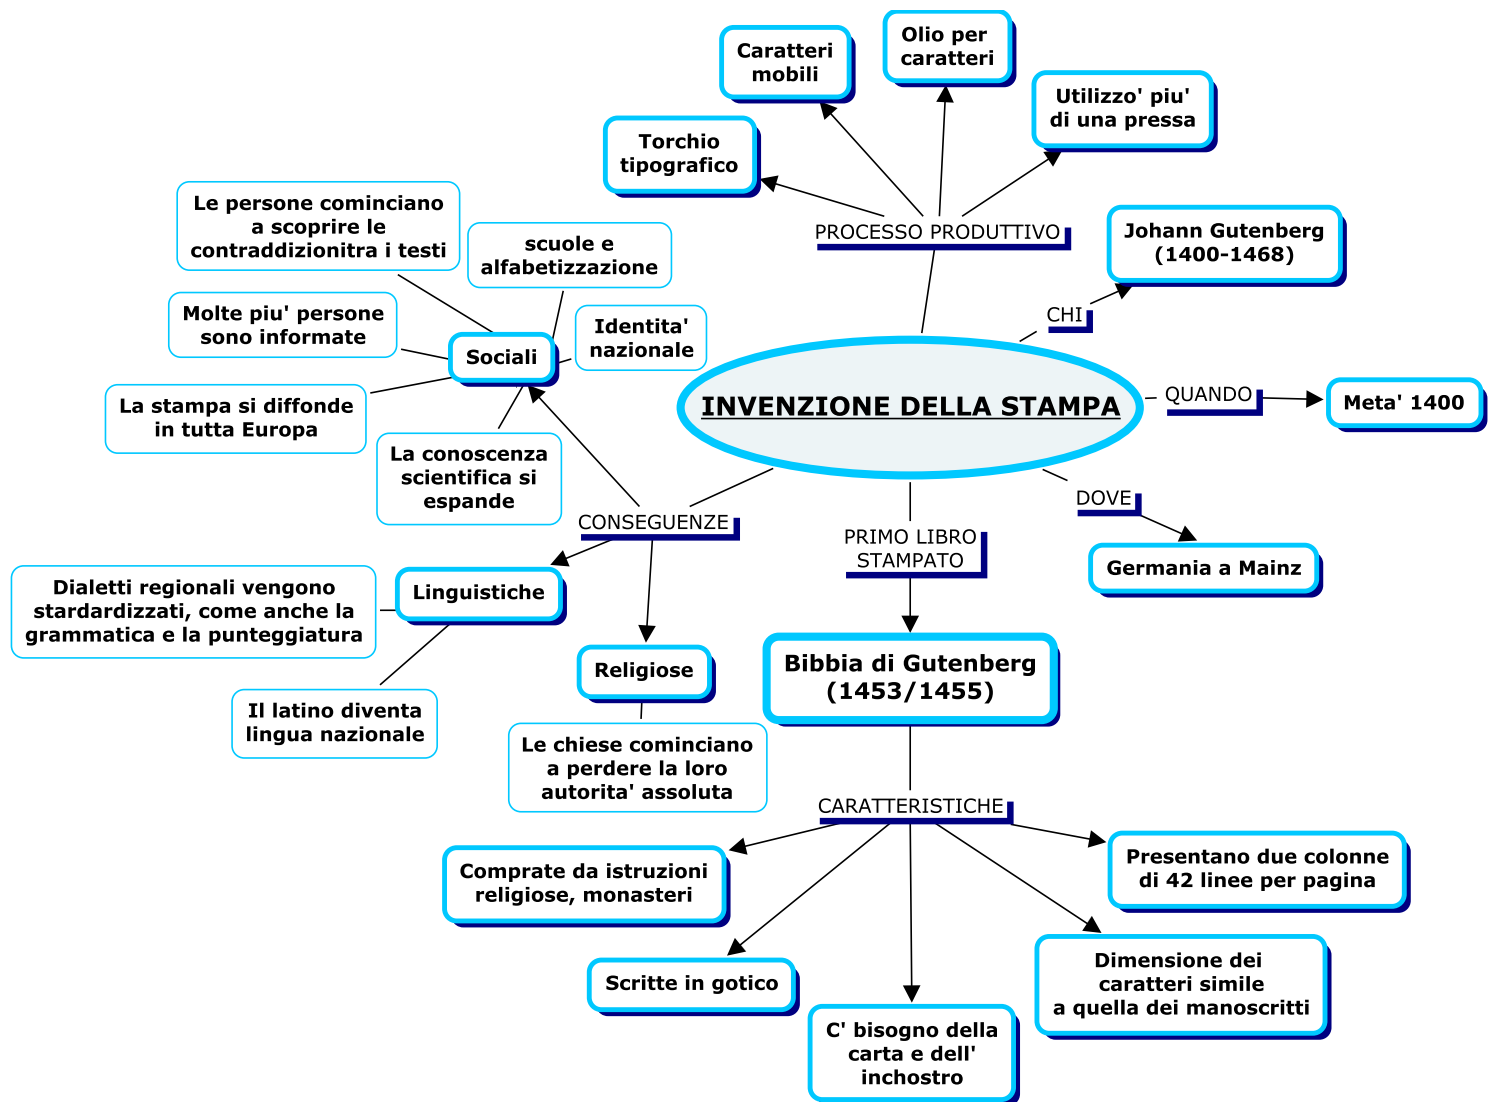 Olio per
caratteri
Caratteri
mobili
Utilizzo' piu'
di una pressa
Torchio
tipografico
PROCESSO PRODUTTIVO
Johann Gutenberg
(1400-1468)
CHI
Le persone cominciano
a scoprire le
contraddizionitra i testi
scuole e
alfabetizzazione
Molte piu' persone
sono informate
Identita'
nazionale
Sociali
La stampa si diffonde
in tutta Europa
La conoscenza
scientifica si
espande
INVENZIONE DELLA STAMPA
QUANDO
Meta' 1400
DOVE
Germania a Mainz
CONSEGUENZE
PRIMO LIBRO
STAMPATO
Linguistiche
Dialetti regionali vengono
stardardizzati, come anche la
grammatica e la punteggiatura
Il latino diventa
lingua nazionale
Religiose
Le chiese cominciano
a perdere la loro
autorita' assoluta
Bibbia di Gutenberg
(1453/1455)
CARATTERISTICHE
Comprate da istruzioni
religiose, monasteri
Scritte in gotico
C' bisogno della
carta e dell'
inchostro
Dimensione dei
caratteri simile
a quella dei manoscritti
Presentano due colonne
di 42 linee per pagina